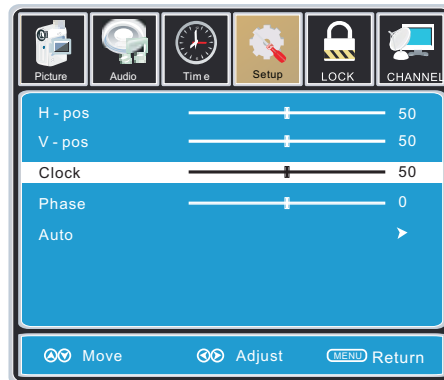 Picture Audio Time Setup LOCK CHANNEL
H - pos 50
V - pos 50
Clock 50
Phase 0
Auto
Move Adjust MENU Return